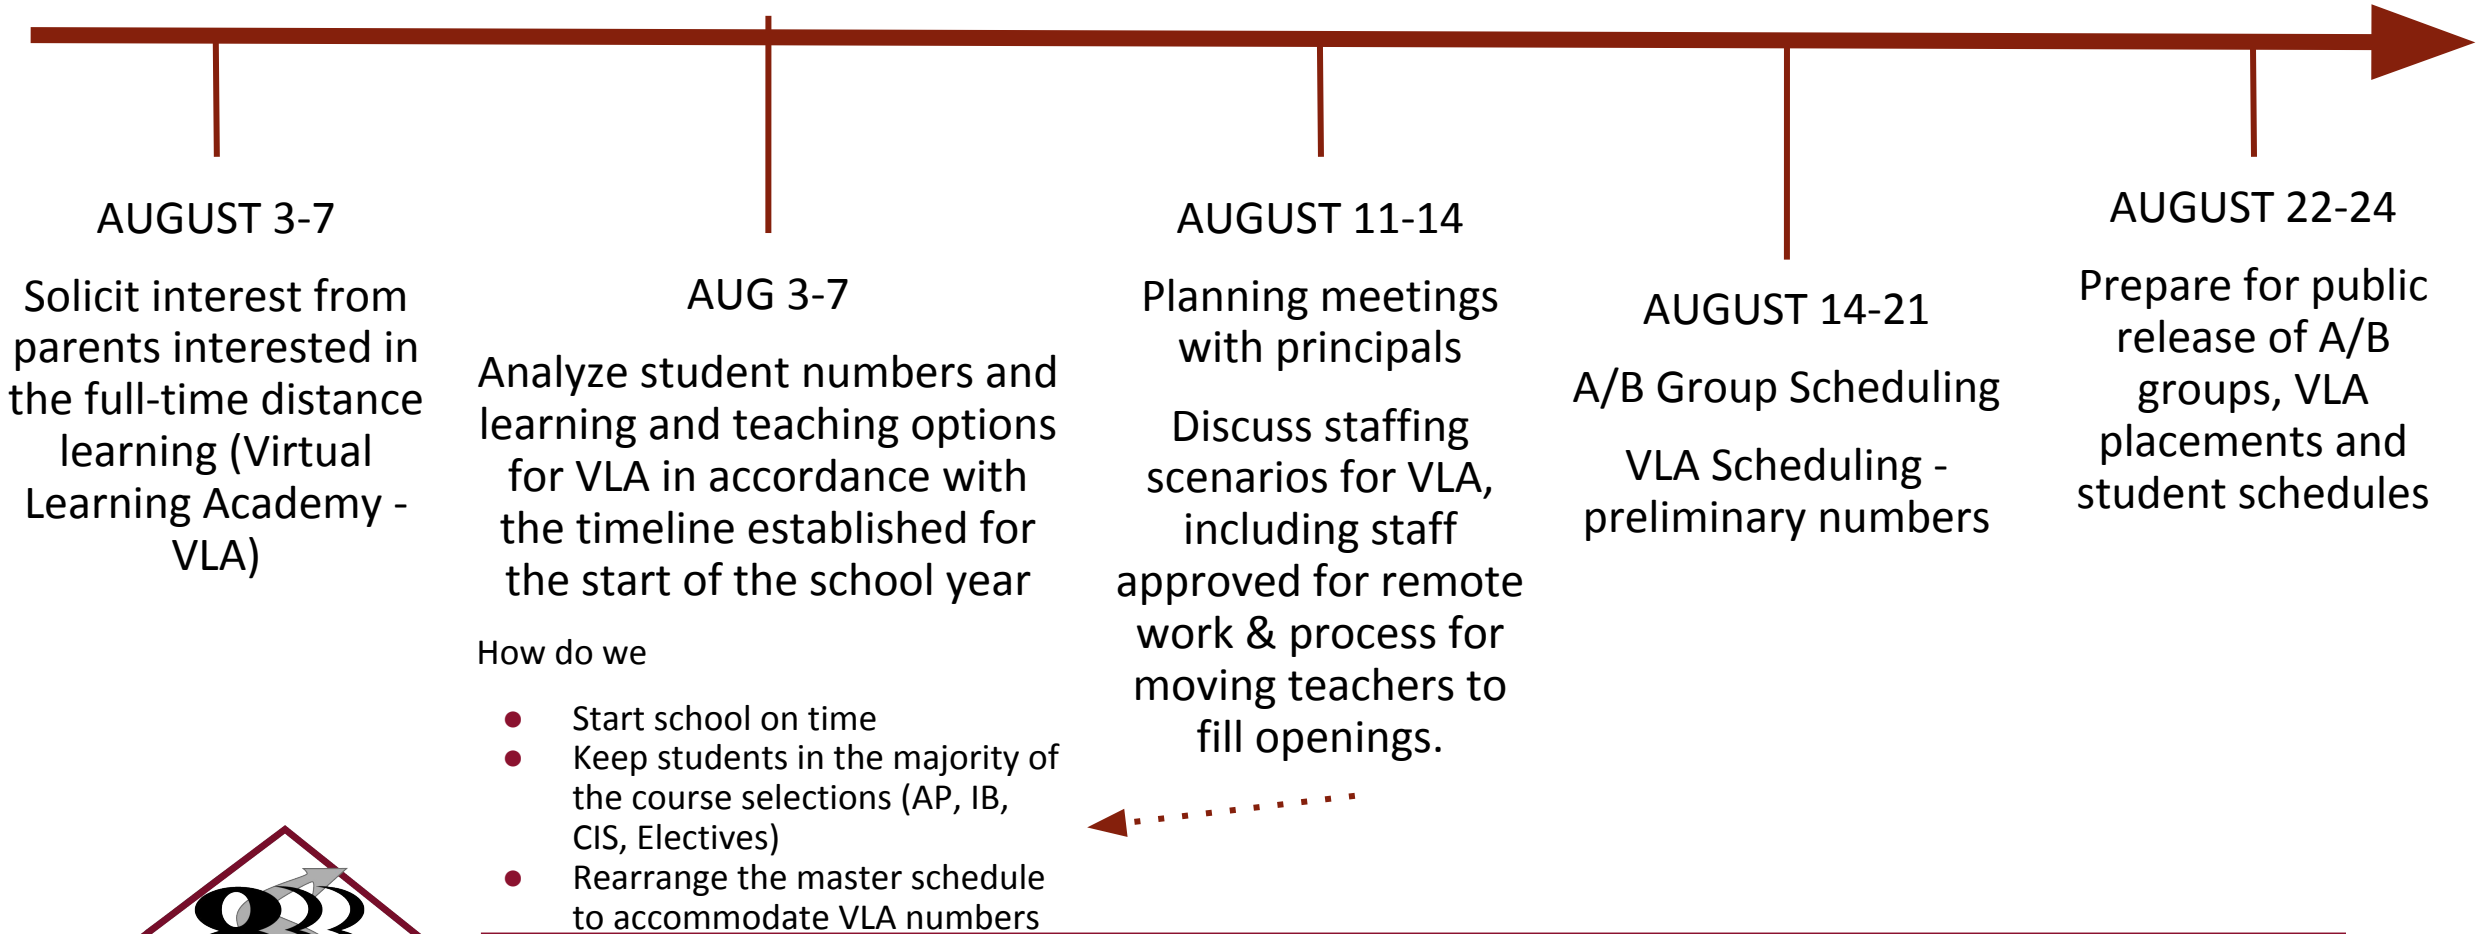 AUGUST 3-7
Solicit interest from
parents interested in
the full-time distance
learning (Virtual
Learning Academy -
VLA)
AUG 3-7
Analyze student numbers and
learning and teaching options
for VLA in accordance with
the timeline established for
the start of the school year
How do we
● Start school on time
● Keep students in the majority of
the course selections (AP, IB,
CIS, Electives)
● Rearrange the master schedule
to accommodate VLA numbers
AUGUST 11-14
Planning meetings
with principals
Discuss staffing
scenarios for VLA,
including staff
approved for remote
work & process for
moving teachers to
fill openings.
AUGUST 14-21
A/B Group Scheduling
VLA Scheduling -
preliminary numbers
AUGUST 22-24
Prepare for public
release of A/B
groups, VLA
placements and
student schedules